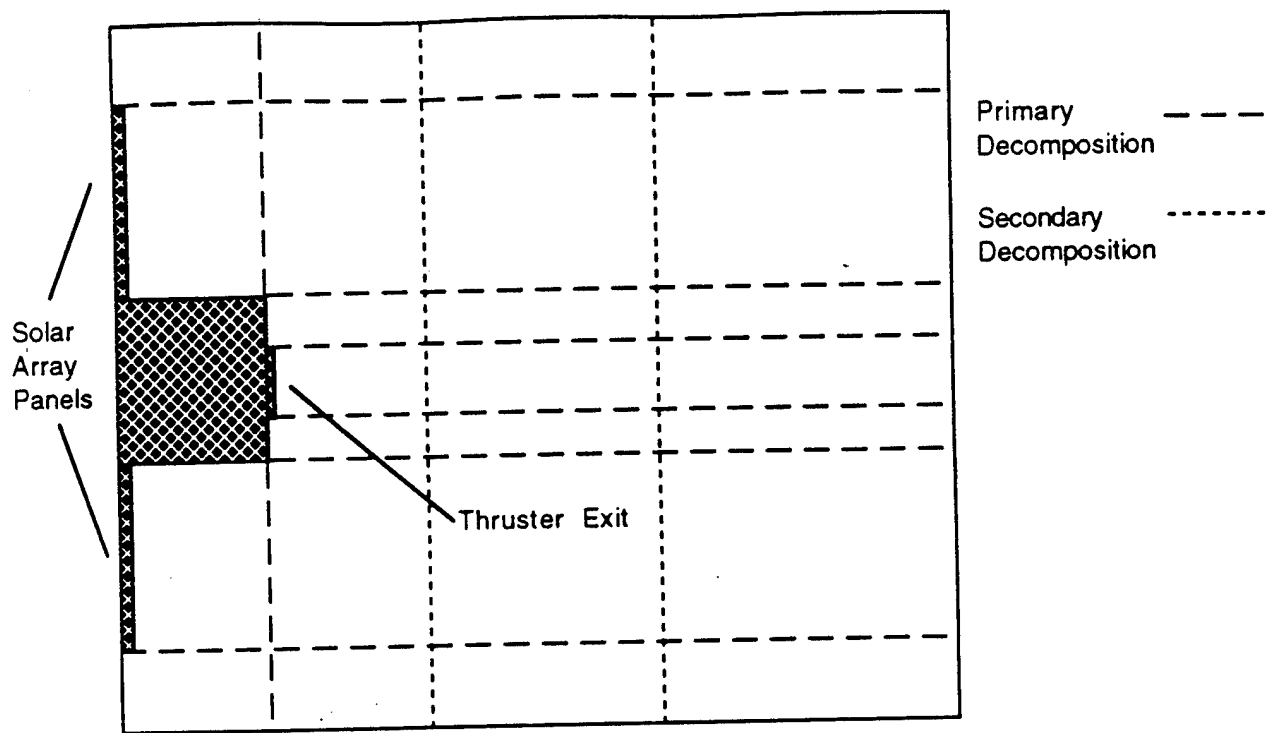 Primary
Decomposition
Secondary
Decomposition
Solar
Array
Panels
Thruster Exit